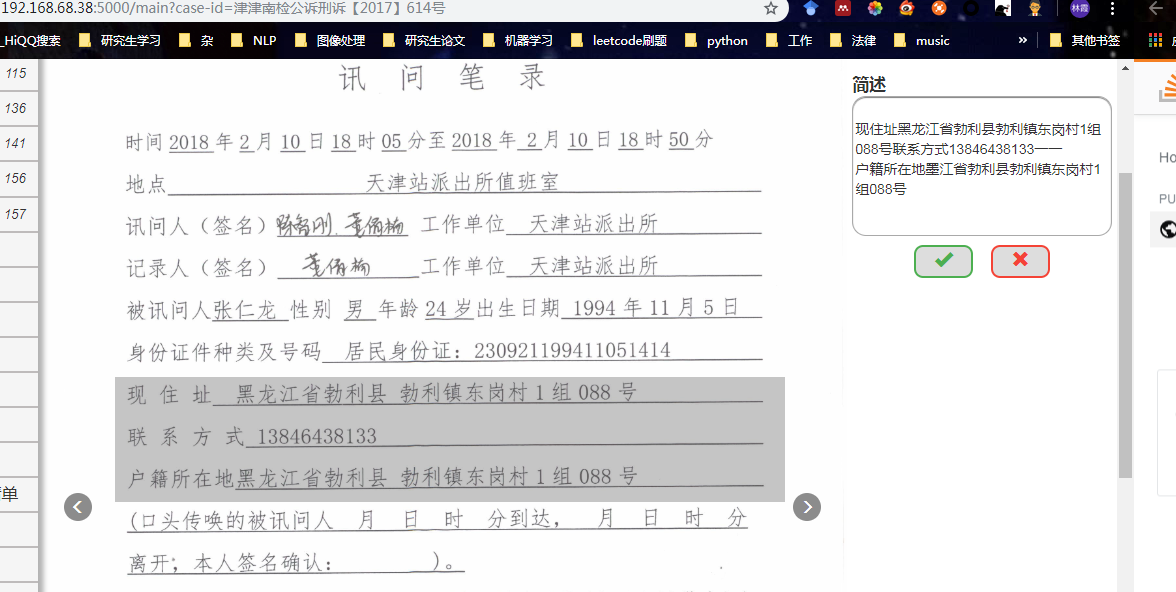 192.168.68.38:5000/main?case-id=津津南检公诉刑诉【2017】614号
_HiQQ搜索 研究生学习 杂 NLP 图像处理 研究生论文 机器学习 leetcode刷题 python 工作 法律 music » 其他书签
林霞
115
136
141
156
157
单
讯 问 笔 录
时间 2018 年 2 月 10 日 18 时 05 分至 2018 年 2 月 10 日 18 时 50 分
地点 天津站派出所值班室
讯问人（签名） 工作单位 天津站派出所
记录人（签名） 工作单位 天津站派出所
被讯问人张仁龙 性别 男 年龄 24 岁出生日期 1994 年 11 月 5 日
身份证件种类及号码 居民身份证：230921199411051414
现 住 址 黑龙江省勃利县 勃利镇东岗村 1 组 088 号
联 系 方 式 13846438133
户籍所在地黑龙江省勃利县 勃利镇东岗村 1 组 088 号
(口头传唤的被讯问人 月 日 时 分到达， 月 日 时 分
离开；本人签名确认： )。
简述
现住址黑龙江省勃利县勃利镇东岗村1组
088号联系方式13846438133一一
户籍所在地墨江省勃利县勃利镇东岗村1
组088号
Ho
PU